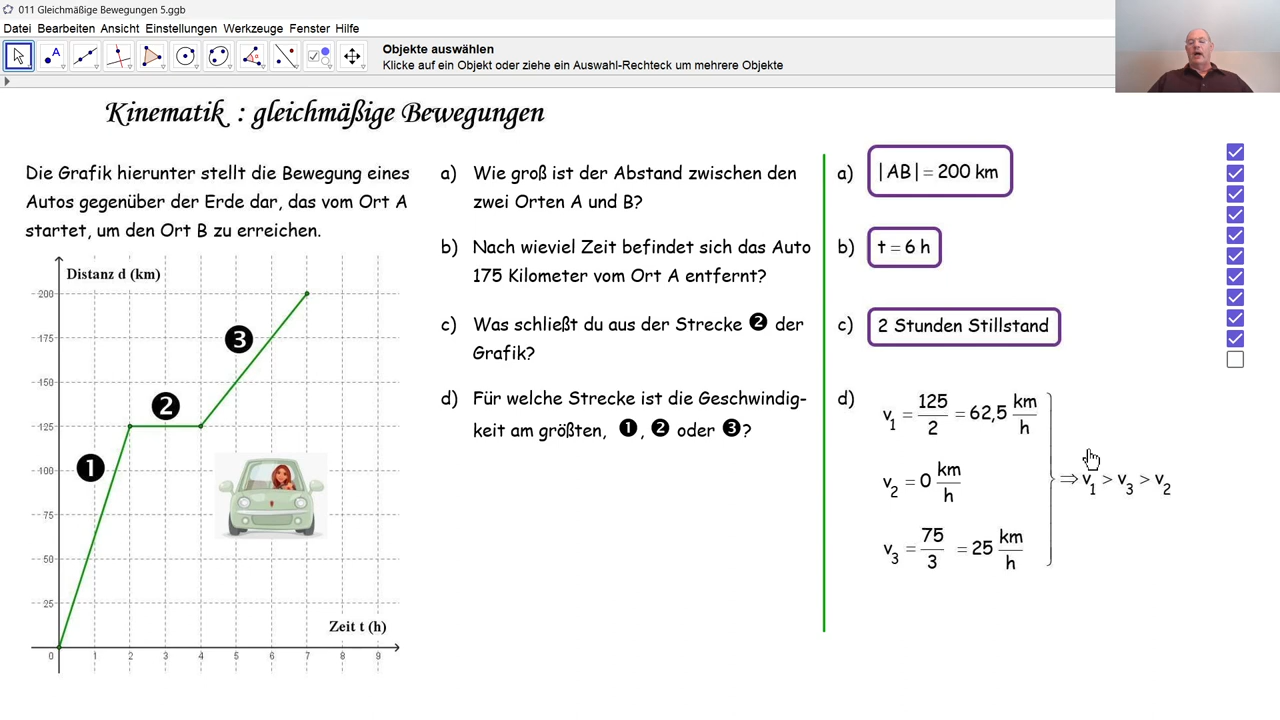 011 Gleichmäßige Bewegungen 5.ggb
Datei Bearbeiten Ansicht Einstellungen Fenster Werkzeuge Fenster Hilfe
A
Objekte auswählen
Klicke auf ein Objekt oder ziehe ein Auswahl-Rechteck um mehrere Objekte
Kinematik : gleichmäßige Bewegungen
Die Grafik hierunter stellt die Bewegung eines
Autos gegenüber der Erde dar, das vom Ort A
startet, um den Ort B zu erreichen.
Distanz d (km)
200
175
150
125
100
75
50
25
0 1 2 3 4 5 6 7 8 9
Zeit t (h)
❶
❷
❸
a) Wie groß ist der Abstand zwischen den
zwei Orten A und B?
b) Nach wieviel Zeit befindet sich das Auto
175 Kilometer vom Ort A entfernt?
c) Was schließt du aus der Strecke ❷ der
Grafik?
d) Für welche Strecke ist die Geschwindig-
keit am größten, ❶, ❷ oder ❸?
a) |AB| = 200 km
b) t = 6 h
c) 2 Stunden Stillstand
d) v1 = 125/2 = 62,5 km/h
v2 = 0 km/h
v3 = 75/3 = 25 km/h
⇒ v1 > v3 > v2